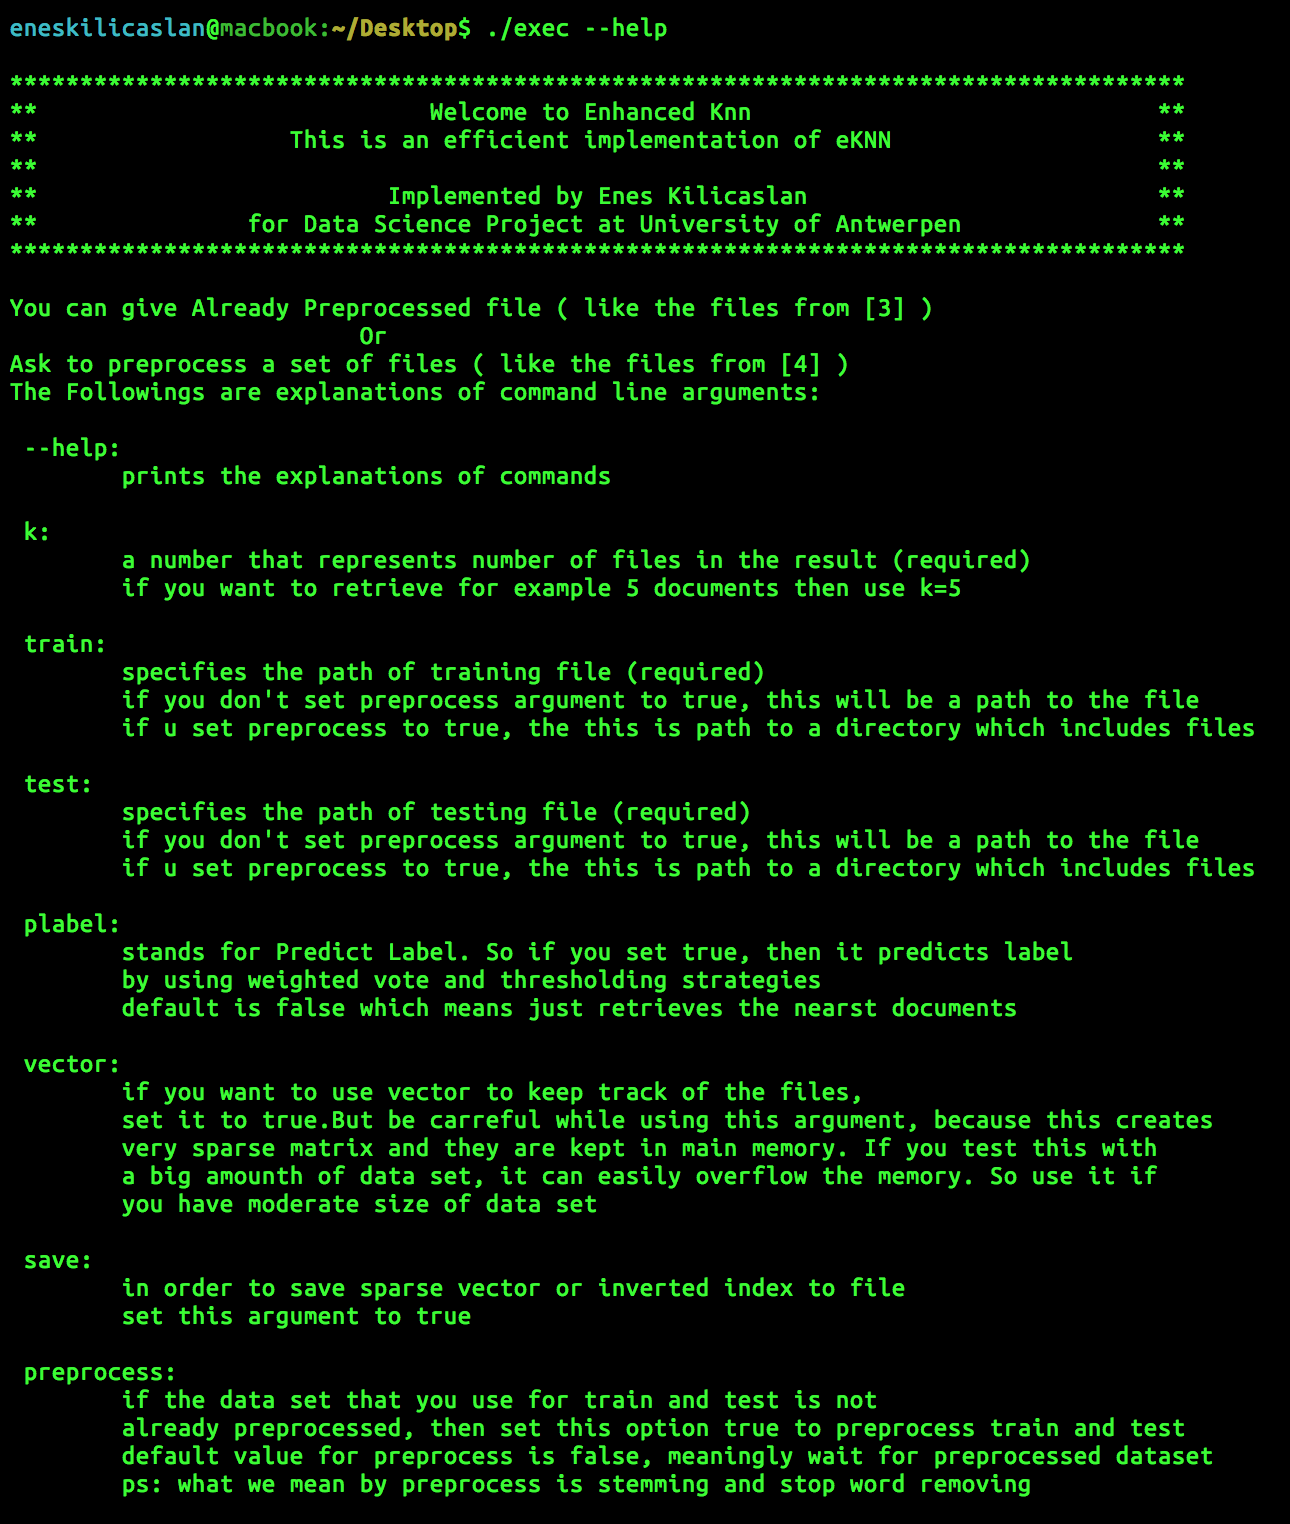 eneskilicaslan@macbook:~/Desktop$ ./exec --help
************************************************************************************
** Welcome to Enhanced Knn **
** This is an efficient implementation of eKNN **
** **
** Implemented by Enes Kilicaslan **
** for Data Science Project at University of Antwerpen **
************************************************************************************
You can give Already Preprocessed file ( like the files from [3] )
Or
Ask to preprocess a set of files ( like the files from [4] )
The Followings are explanations of command line arguments:
--help:
prints the explanations of commands
k:
a number that represents number of files in the result (required)
if you want to retrieve for example 5 documents then use k=5
train:
specifies the path of training file (required)
if you don't set preprocess argument to true, this will be a path to the file
if u set preprocess to true, the this is path to a directory which includes files
test:
specifies the path of testing file (required)
if you don't set preprocess argument to true, this will be a path to the file
if u set preprocess to true, the this is path to a directory which includes files
plabel:
stands for Predict Label. So if you set true, then it predicts label
by using weighted vote and thresholding strategies
default is false which means just retrieves the nearst documents
vector:
if you want to use vector to keep track of the files,
set it to true.But be carreful while using this argument, because this creates
very sparse matrix and they are kept in main memory. If you test this with
a big amounth of data set, it can easily overflow the memory. So use it if
you have moderate size of data set
save:
in order to save sparse vector or inverted index to file
set this argument to true
preprocess:
if the data set that you use for train and test is not
already preprocessed, then set this option true to preprocess train and test
default value for preprocess is false, meaningly wait for preprocessed dataset
ps: what we mean by preprocess is stemming and stop word removing